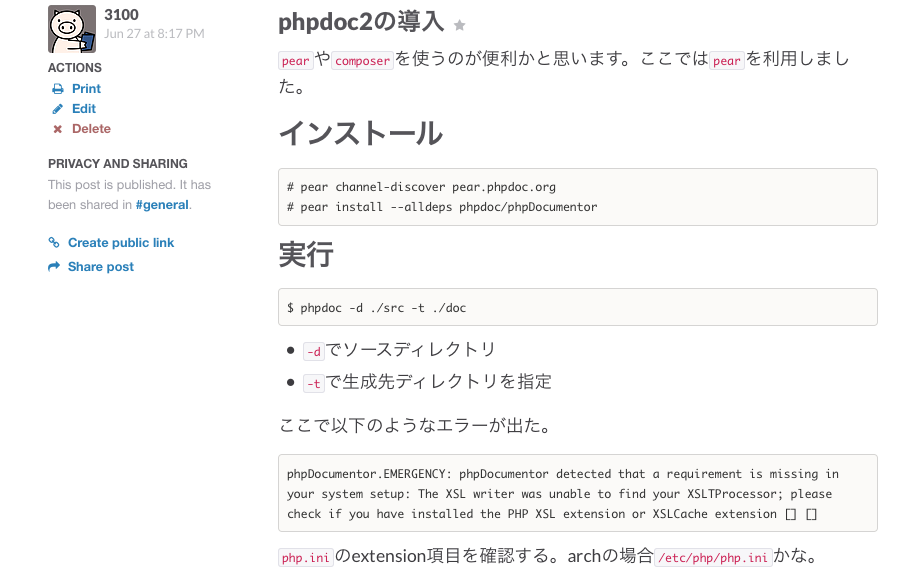 3100
Jun 27 at 8:17 PM
ACTIONS
Print
Edit
Delete
PRIVACY AND SHARING
This post is published. It has
been shared in #general.
Create public link
Share post
phpdoc2の導入
pearやcomposerを使うのが便利かと思います。ここではpearを利用しまし
た。
インストール
# pear channel-discover pear.phpdoc.org
# pear install --alldeps phpdoc/phpDocumentor
実行
$ phpdoc -d ./src -t ./doc
-dでソースディレクトリ
-tで生成先ディレクトリを指定
ここで以下のようなエラーが出た。
phpDocumentor.EMERGENCY: phpDocumentor detected that a requirement is missing in
your system setup: The XSL writer was unable to find your XSLTProcessor; please
check if you have installed the PHP XSL extension or XSLCache extension [] []
php.iniのextension項目を確認する。archの場合/etc/php/php.iniかな。